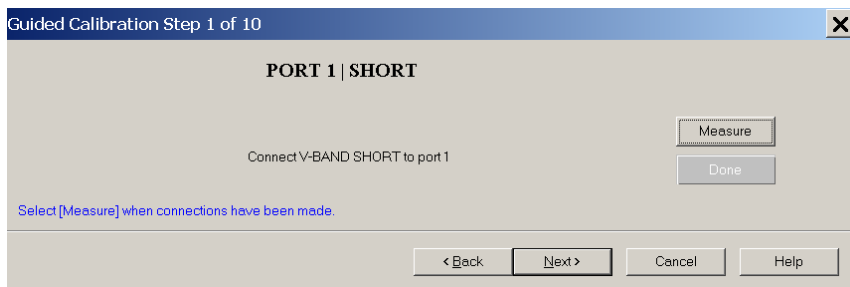 Guided Calibration Step 1 of 10
PORT 1 | SHORT
Measure
Connect V-BAND SHORT to port 1
Done
Select [Measure] when connections have been made.
< Back
Next >
Cancel
Help